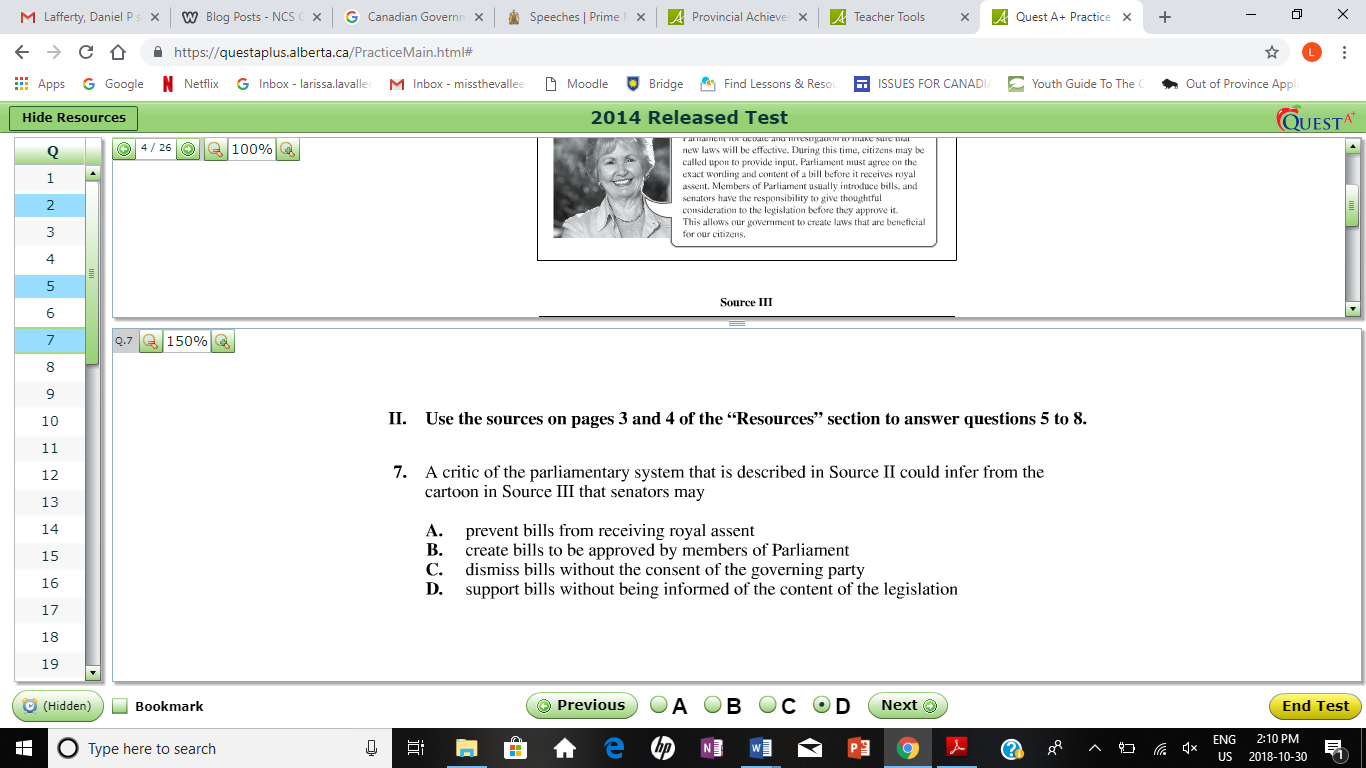 Lafferty, Daniel P s
Blog Posts - NCS G
Canadian Governm
Speeches | Prime M
Provincial Achieve
Teacher Tools
Quest A+ Practice
https://questaplus.alberta.ca/PracticeMain.html#
L
Apps
Google
Netflix
Inbox - larissa.lavalle
Inbox - missthevallee
Moodle
Bridge
Find Lessons & Resou
ISSUES FOR CANADI
Youth Guide To The C
Out of Province Appl
Hide Resources
2014 Released Test
QUEST A+
Q
1
2
3
4
5
6
7
8
9
10
11
12
13
14
15
16
17
18
19
4 / 26
100%
Parliament for debate and investigation to make sure that
new laws will be effective. During this time, citizens may be
called upon to provide input. Parliament must agree on the
exact wording and content of a bill before it receives royal
assent. Members of Parliament usually introduce bills, and
senators have the responsibility to give thoughtful
consideration to the legislation before they approve it.
This allows our government to create laws that are beneficial
for our citizens.
Source III
Q.7
150%
II. Use the sources on pages 3 and 4 of the “Resources” section to answer questions 5 to 8.
7. A critic of the parliamentary system that is described in Source II could infer from the
cartoon in Source III that senators may
A. prevent bills from receiving royal assent
B. create bills to be approved by members of Parliament
C. dismiss bills without the consent of the governing party
D. support bills without being informed of the content of the legislation
(Hidden)
Bookmark
Previous
A
B
C
D
Next
End Test
Type here to search
ENG
US
2:10 PM
2018-10-30
1